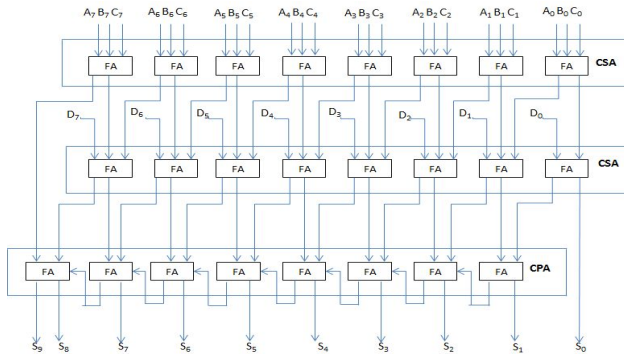 A₇ B₇ C₇ A₆ B₆ C₆ A₅ B₅ C₅ A₄ B₄ C₄ A₃ B₃ C₃ A₂ B₂ C₂ A₁ B₁ C₁ A₀ B₀ C₀
FA FA FA FA FA FA FA FA CSA
D₇ D₆ D₅ D₄ D₃ D₂ D₁ D₀
FA FA FA FA FA FA FA FA CSA
FA FA FA FA FA FA FA FA CPA
S₉ S₈ S₇ S₆ S₅ S₄ S₃ S₂ S₁ S₀